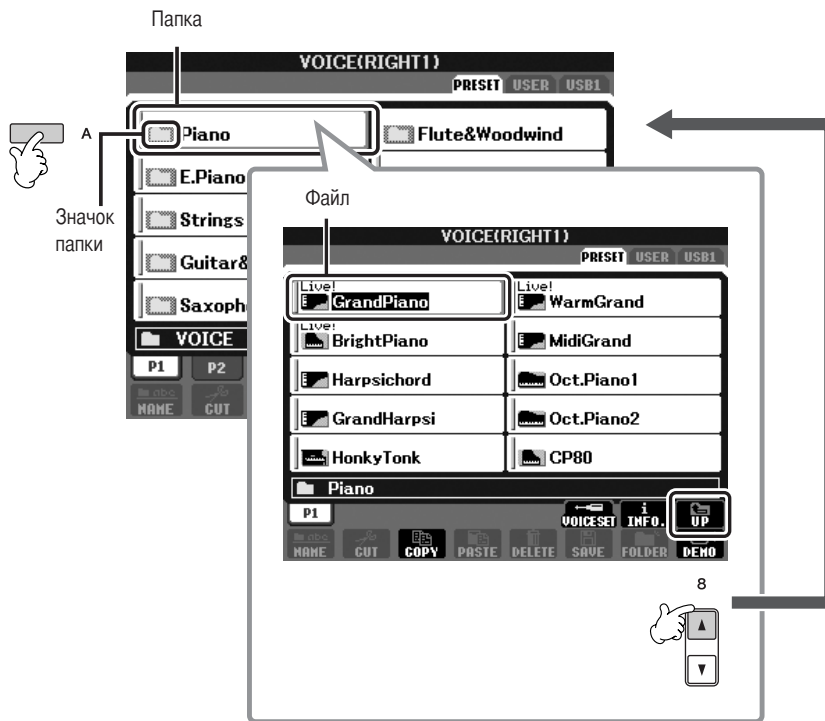 Папка
VOICE(RIGHT1)
PRESET USER USB1
A
Piano
Flute&Woodwind
E.Piano
Значок
папки
Strings
Guitar&
Saxoph
VOICE
P1 P2
NAME CUT
Файл
VOICE(RIGHT1)
PRESET USER USB1
Live!
GrandPiano
Live!
WarmGrand
Live!
BrightPiano
MidiGrand
Harpsichord
Oct.Piano1
GrandHarpsi
Oct.Piano2
HonkyTonk
CP80
Piano
P1
VOICESET
i
INFO.
UP
abc
NAME CUT COPY PASTE DELETE SAVE FOLDER DEMO
8